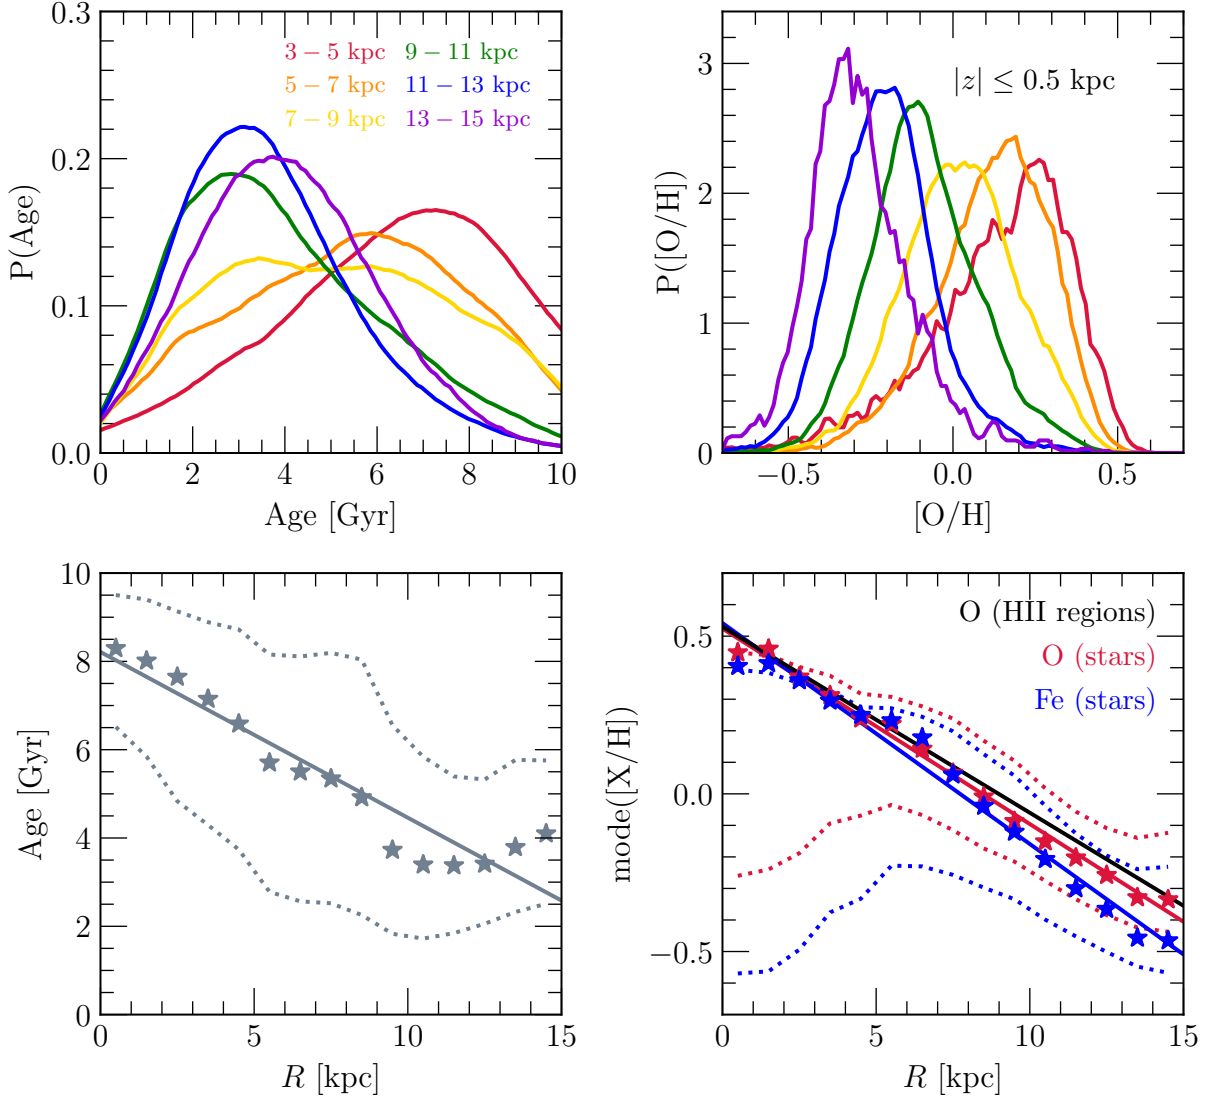 0.3
0.2
0.1
0.0
P(Age)
3 − 5 kpc 9 − 11 kpc
5 − 7 kpc 11 − 13 kpc
7 − 9 kpc 13 − 15 kpc
0 2 4 6 8 10
Age [Gyr]
3
2
1
0
P([O/H])
|z| ≤ 0.5 kpc
−0.5 0.0 0.5
[O/H]
10
8
6
4
2
0
Age [Gyr]
0 5 10 15
R [kpc]
0.5
0.0
−0.5
mode([X/H])
O (HII regions)
O (stars)
Fe (stars)
0 5 10 15
R [kpc]